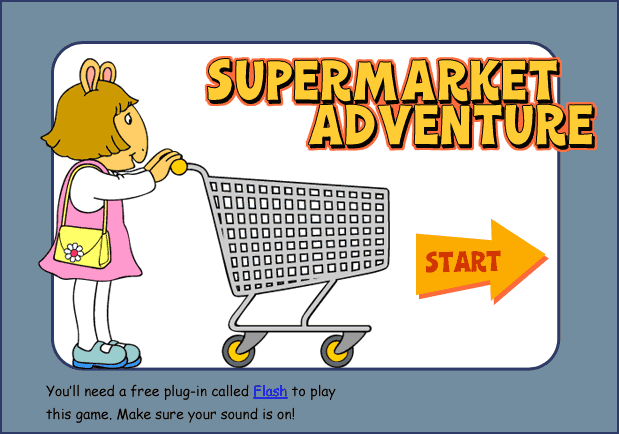 SUPERMARKET
ADVENTURE
START
You'll need a free plug-in called Flash to play
this game. Make sure your sound is on!